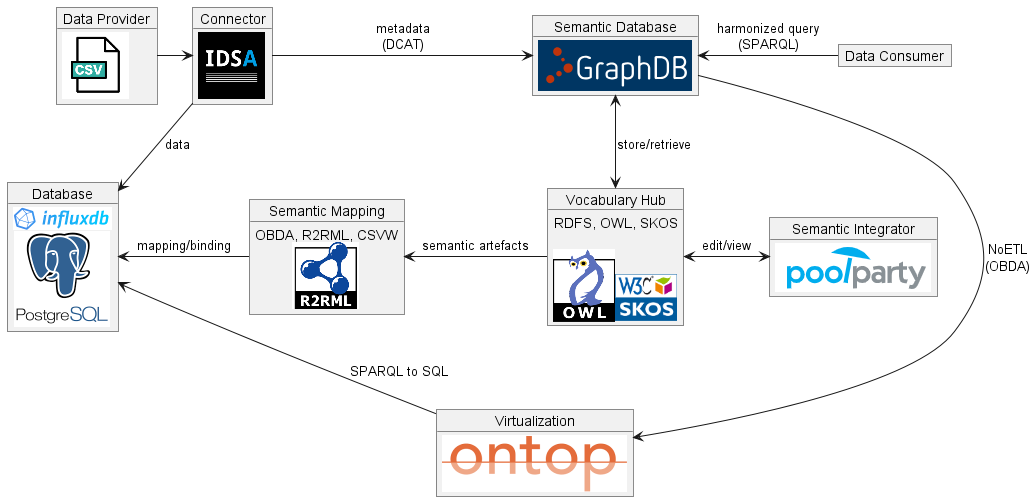 Data Provider
CSV
Connector
IDSA
metadata
(DCAT)
Semantic Database
GraphDB
harmonized query
(SPARQL)
Data Consumer
data
store/retrieve
Database
influxdb
PostgreSQL
mapping/binding
Semantic Mapping
OBDA, R2RML, CSVW
R2RML
semantic artefacts
Vocabulary Hub
RDFS, OWL, SKOS
OWL
W3C
SKOS
edit/view
Semantic Integrator
poolparty
NoETL
(OBDA)
SPARQL to SQL
Virtualization
ontop